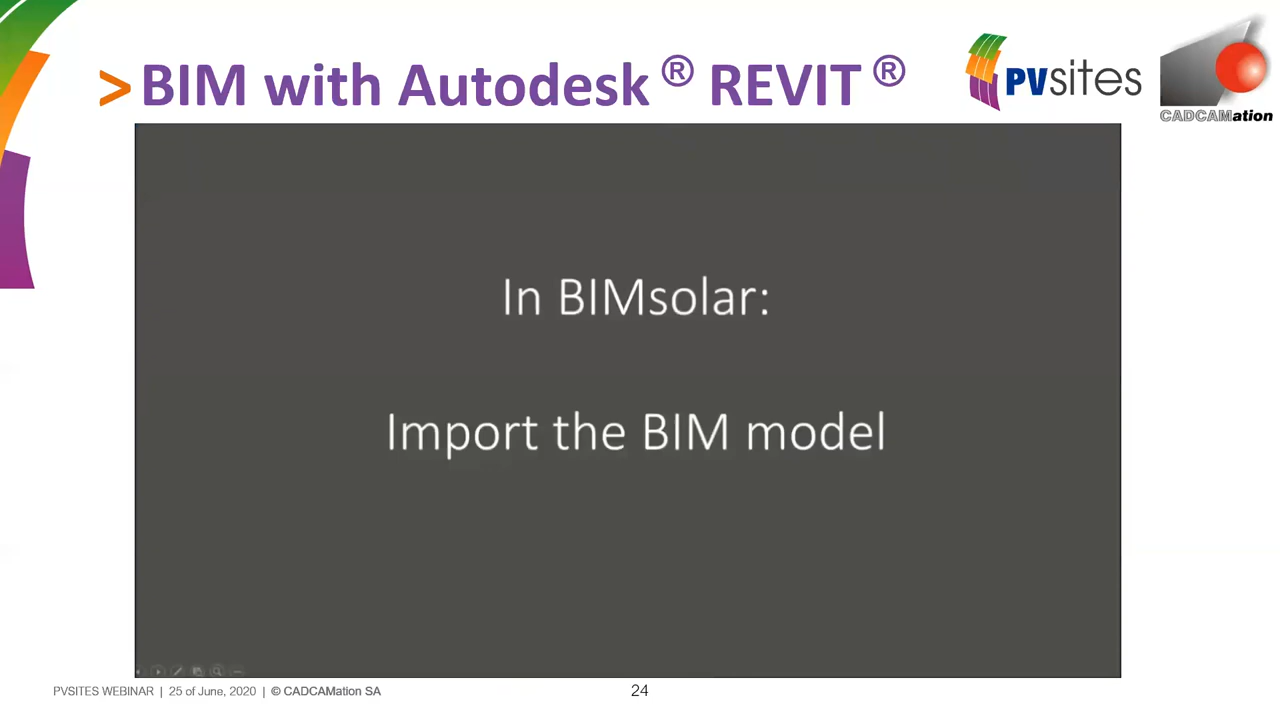 > BIM with Autodesk ® REVIT ®
PVsites
CADCAMation
In BIMsolar:
Import the BIM model
PVSITES WEBINAR | 25 of June, 2020 | © CADCAMation SA
24